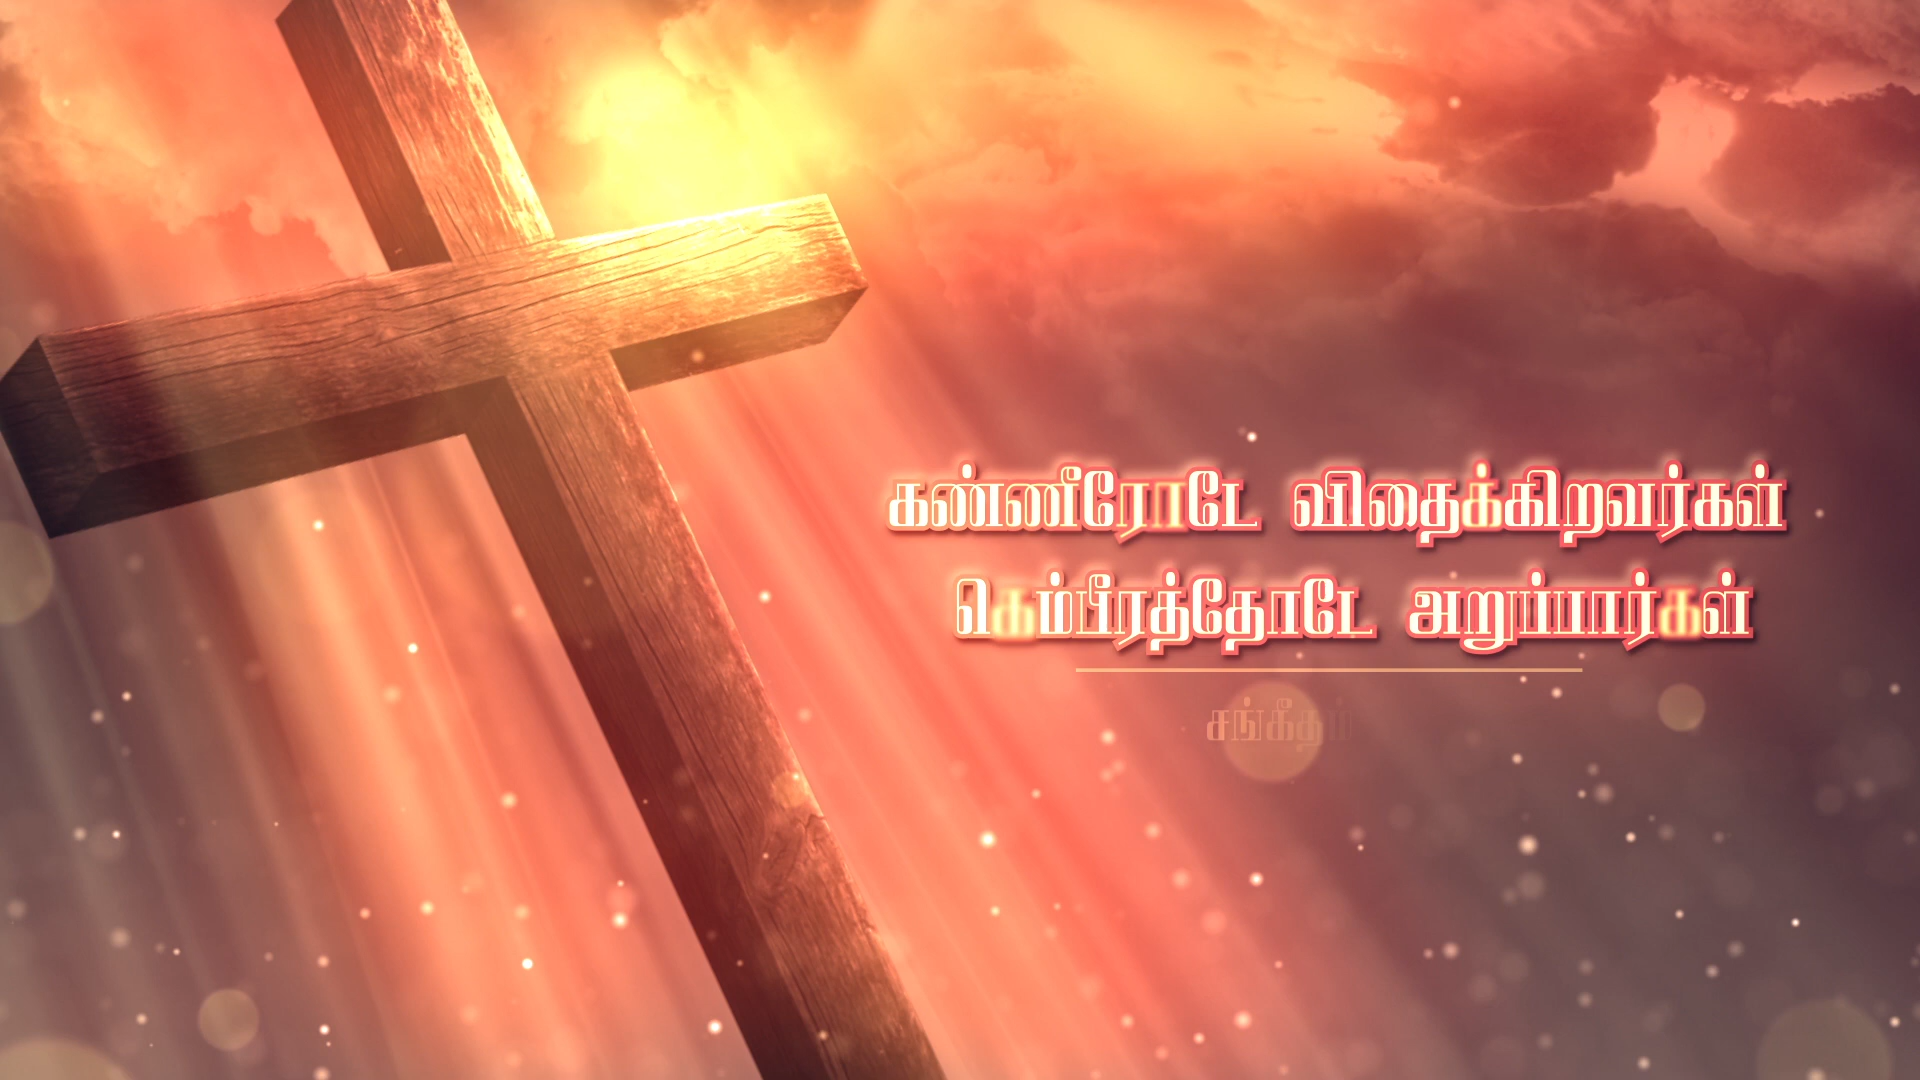 கண்ணீரோடே விதைக்கிறவர்கள்
கெம்பீரத்தோடே அறுப்பார்கள்
சங்கீதம்